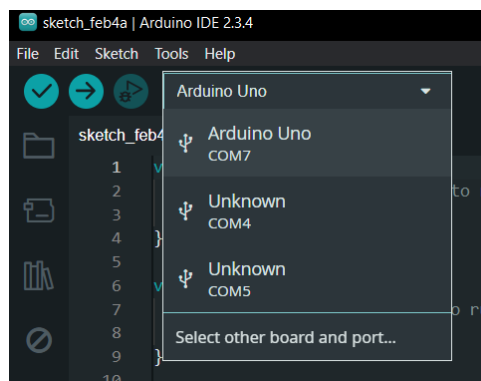 sketch_feb4a | Arduino IDE 2.3.4
File Edit Sketch Tools Help
Arduino Uno
sketch_feb4
Arduino Uno
COM7
Unknown
COM4
Unknown
COM5
Select other board and port...
1
v
2
to
3
4
}
5
6
v
7
o r
8
9
}
10